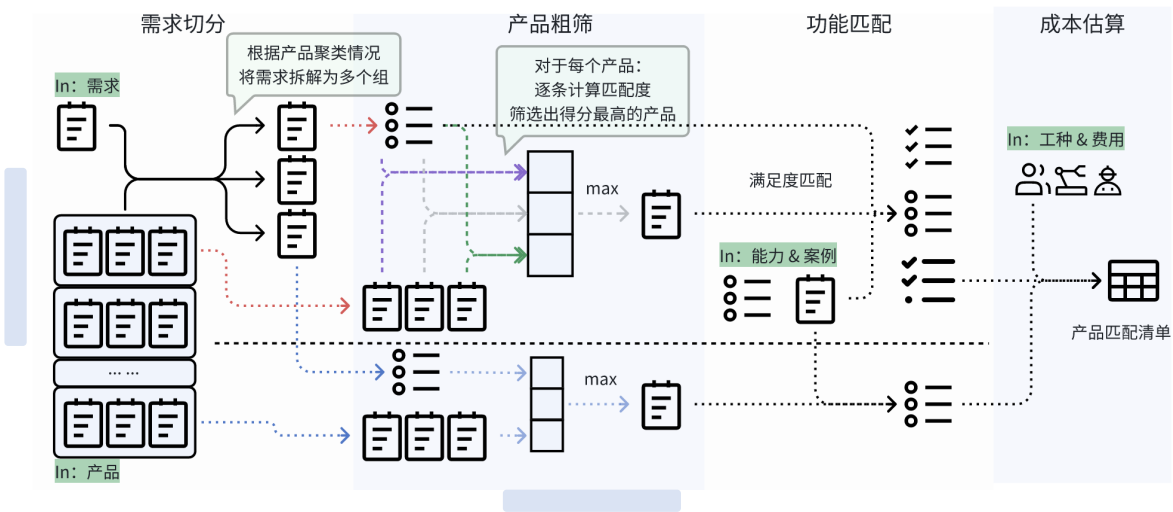 需求切分
产品粗筛
功能匹配
成本估算
根据产品聚类情况
将需求拆解为多个组
对于每个产品：
逐条计算匹配度
筛选出得分最高的产品
In：需求
In：工种 & 费用
满足度匹配
max
In：能力 & 案例
产品匹配清单
... ...
max
In：产品